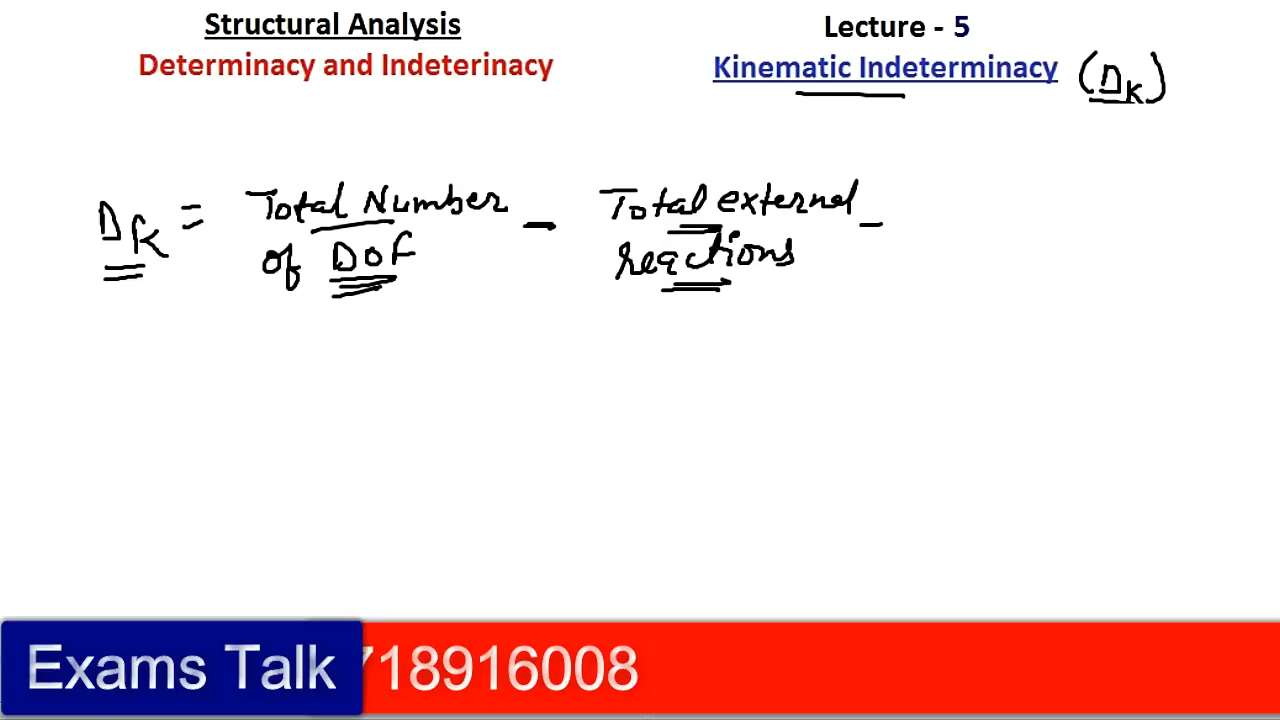 Structural Analysis
Lecture - 5
Determinacy and Indeterinacy
Kinematic Indeterminacy (DK)
DK = Total Number of DOF - Total external reactions -
Exams Talk 718916008